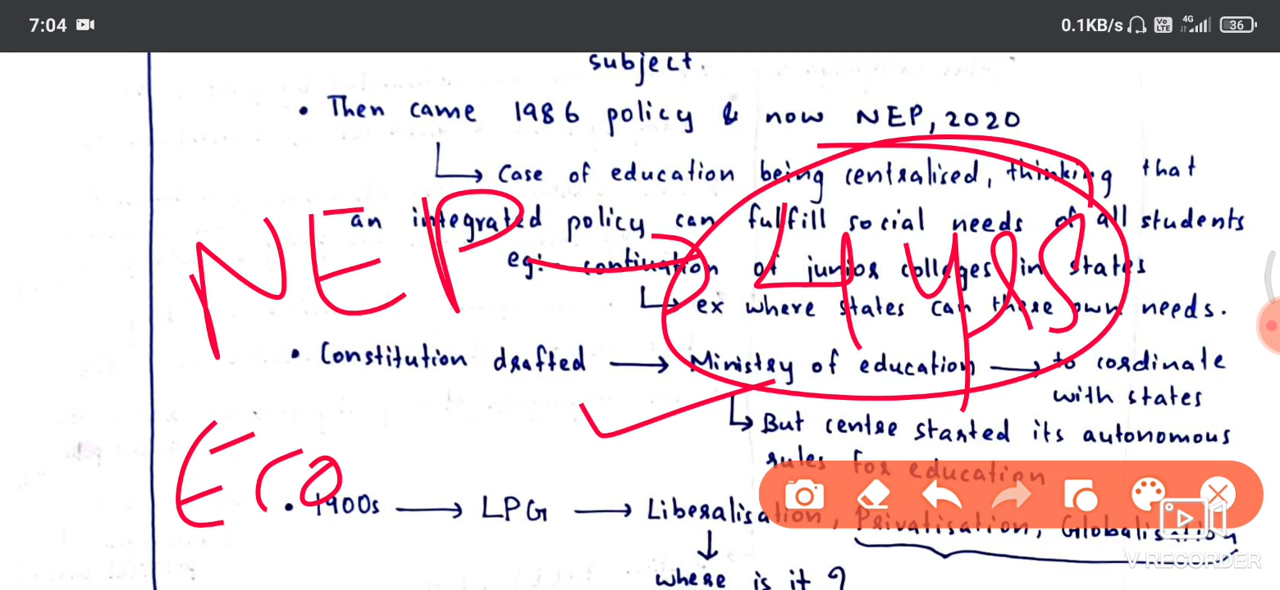 7:04 0.1KB/s Vo LTE 4G 36
subject.
• Then came 1986 policy & now NEP, 2020
↳ Case of education being centralised, thinking that
an integrated policy can fulfill social needs of all students
eg:- continuation of junior colleges in states
↳ ex where states can these own needs.
NEP 4 yrs
• Constitution drafted → Ministry of education → to cordinate
with states
↳ But centre started its autonomous
rules for education
Eco
• 1900s → LPG → Liberalisation, Privatisation, Globalisation
V RECORDER
↓
where is it ?